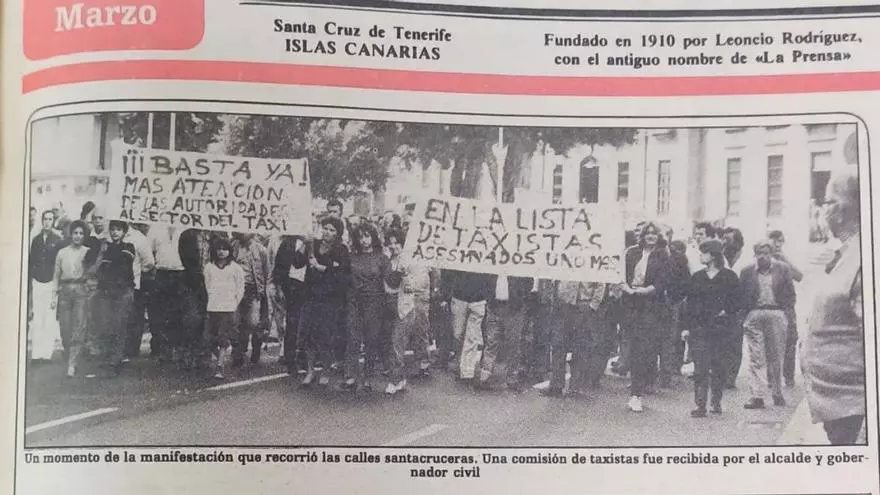 Marzo
Santa Cruz de Tenerife
ISLAS CANARIAS
Fundado en 1910 por Leoncio Rodríguez,
con el antiguo nombre de «La Prensa»
¡¡¡BASTA YA!
MAS ATENCION
DE LAS AUTORIDADES
AL SECTOR DEL TAXI
EN LA LISTA
DE TAXISTAS
ASESINADOS UNO MAS
Un momento de la manifestación que recorrió las calles santacruceras. Una comisión de taxistas fue recibida por el alcalde y gober-
nador civil